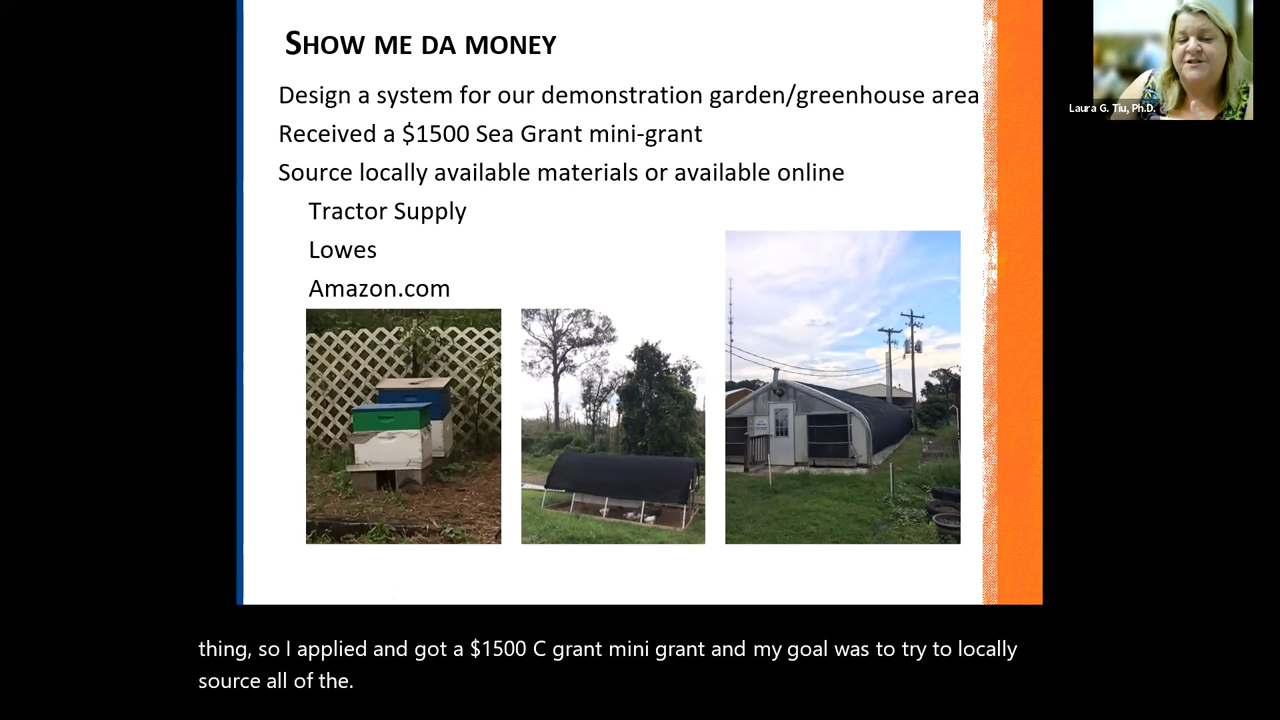 SHOW ME DA MONEY
Design a system for our demonstration garden/greenhouse area
Received a $1500 Sea Grant mini-grant
Source locally available materials or available online
Tractor Supply
Lowes
Amazon.com
Laura G. Tiu, Ph.D.
thing, so I applied and got a $1500 C grant mini grant and my goal was to try to locally
source all of the.